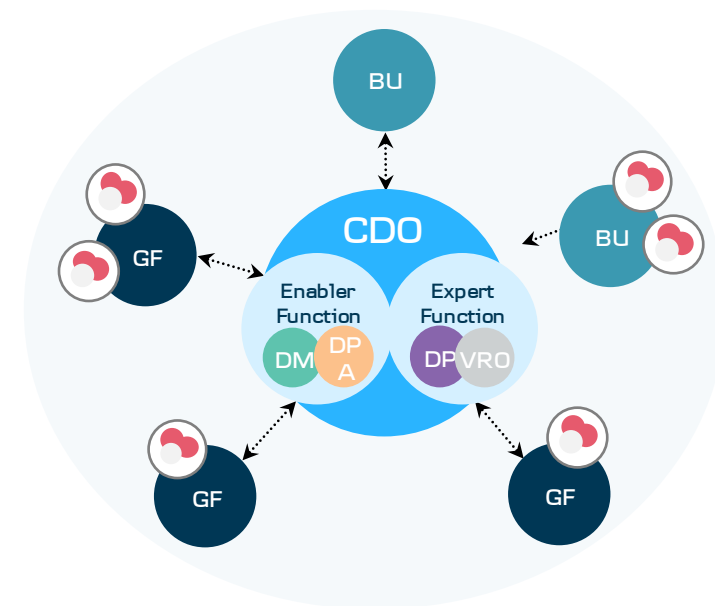 BU
CDO
BU
GF
Enabler
Function
Expert
Function
DM
DP
A
DP
VRO
GF
GF